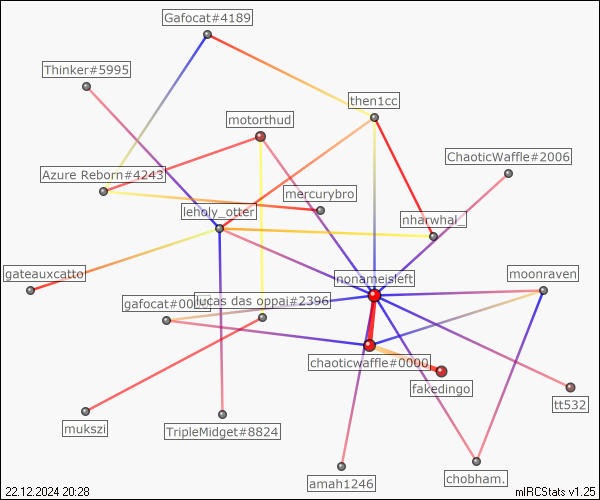 Gafocat#4189
Thinker#5995
then1cc
motorthud
ChaoticWaffle#2006
Azure Reborn#4243
mercurybro
leholy_otter
nharwhal_
gateauxcatto
nonameisleft
moonraven
gafocat#0
lucas das oppai#2396
chaoticwaffle#0000
fakedingo
tt532
mukszi
TripleMidget#8824
amah1246
chobham.
22.12.2024 20:28
mIRCStats v1.25